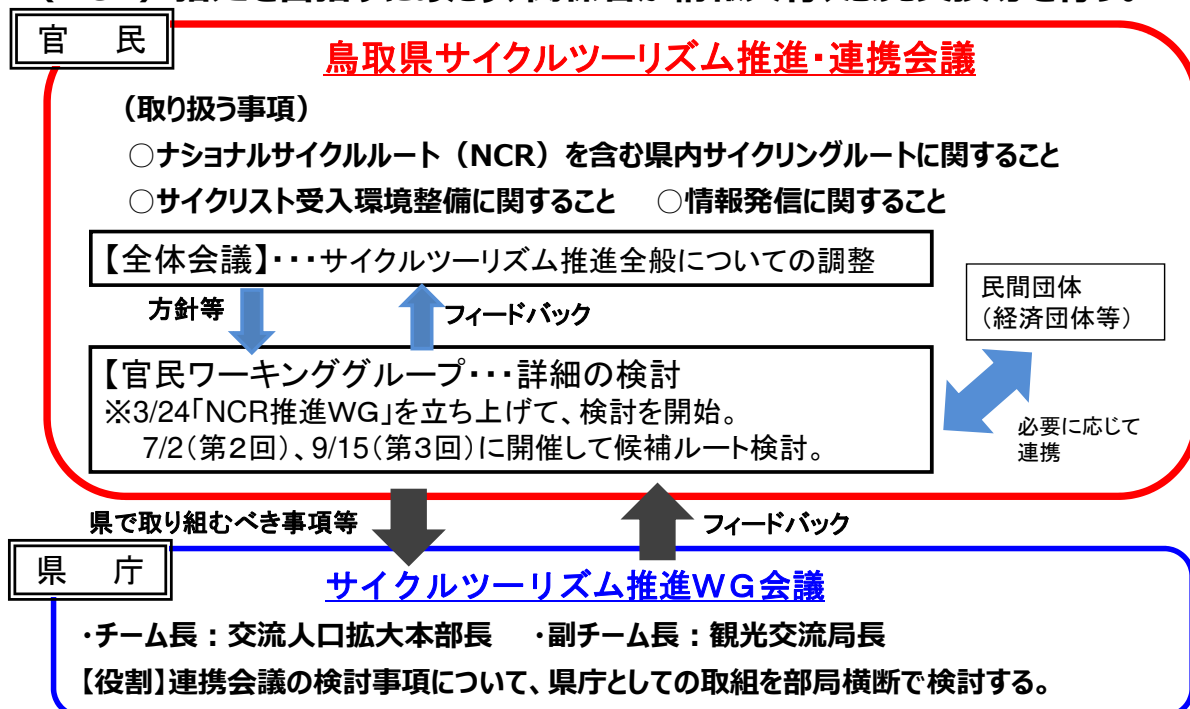 官 民
鳥取県サイクルツーリズム推進・連携会議
（取り扱う事項）
○ナショナルサイクルルート（NCR）を含む県内サイクリングルートに関すること
○サイクリスト受入環境整備に関すること ○情報発信に関すること
【全体会議】･･･サイクルツーリズム推進全般についての調整
方針等
フィードバック
民間団体
（経済団体等）
【官民ワーキンググループ･･･詳細の検討
※3/24「NCR推進WG」を立ち上げて、検討を開始。
7/2（第２回）、9/15（第３回）に開催して候補ルート検討。
必要に応じて
連携
県で取り組むべき事項等
フィードバック
県 庁
サイクルツーリズム推進ＷＧ会議
・チーム長：交流人口拡大本部長 ・副チーム長：観光交流局長
【役割】連携会議の検討事項について、県庁としての取組を部局横断で検討する。